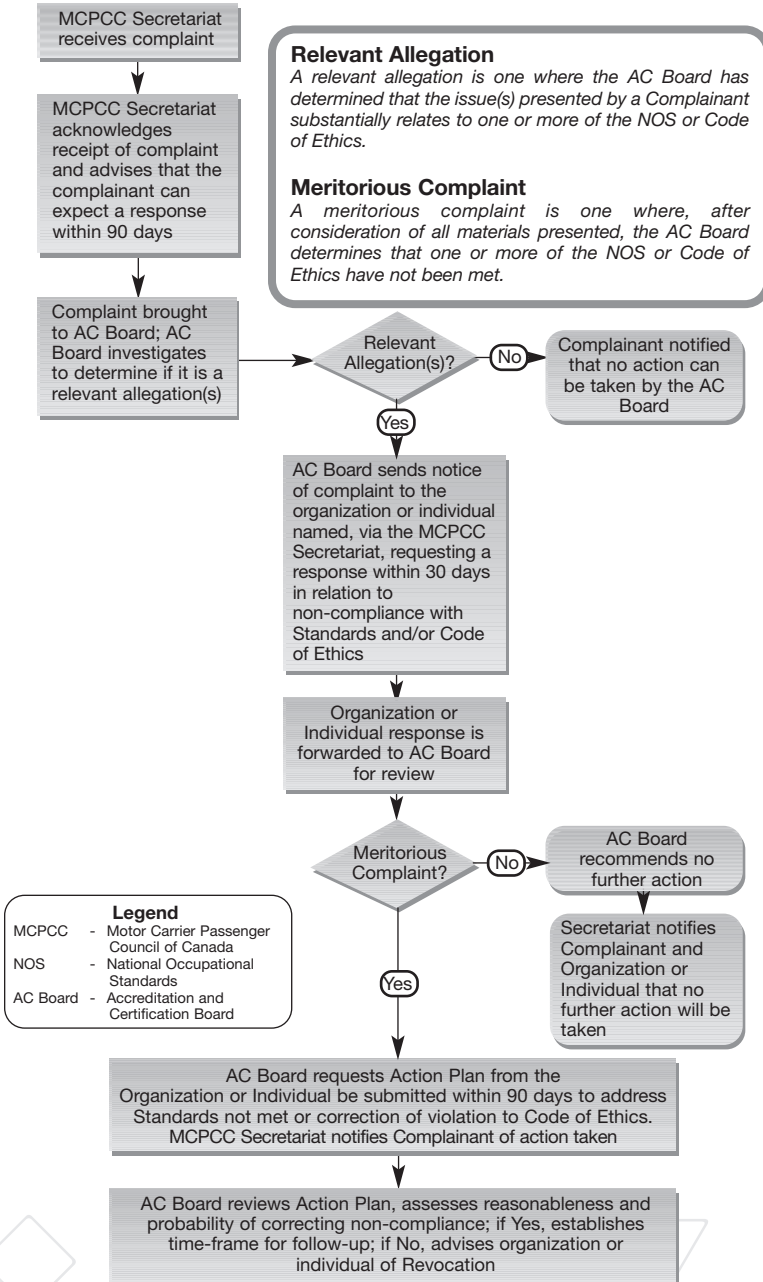 MCPCC Secretariat
receives complaint
Relevant Allegation
A relevant allegation is one where the AC Board has
determined that the issue(s) presented by a Complainant
substantially relates to one or more of the NOS or Code
of Ethics.
Meritorious Complaint
A meritorious complaint is one where, after
consideration of all materials presented, the AC Board
determines that one or more of the NOS or Code of
Ethics have not been met.
MCPCC Secretariat
acknowledges
receipt of complaint
and advises that the
complainant can
expect a response
within 90 days
Complaint brought
to AC Board; AC
Board investigates
to determine if it is a
relevant allegation(s)
Relevant
Allegation(s)?
No
Complainant notified
that no action can
be taken by the AC
Board
Yes
AC Board sends notice
of complaint to the
organization or individual
named, via the MCPCC
Secretariat, requesting a
response within 30 days
in relation to
non-compliance with
Standards and/or Code
of Ethics
Organization or
Individual response is
forwarded to AC Board
for review
Meritorious
Complaint?
No
AC Board
recommends no
further action
Secretariat notifies
Complainant and
Organization or
Individual that no
further action will be
taken
Legend
MCPCC - Motor Carrier Passenger
Council of Canada
NOS - National Occupational
Standards
AC Board - Accreditation and
Certification Board
Yes
AC Board requests Action Plan from the
Organization or Individual be submitted within 90 days to address
Standards not met or correction of violation to Code of Ethics.
MCPCC Secretariat notifies Complainant of action taken
AC Board reviews Action Plan, assesses reasonableness and
probability of correcting non-compliance; if Yes, establishes
time-frame for follow-up; if No, advises organization or
individual of Revocation